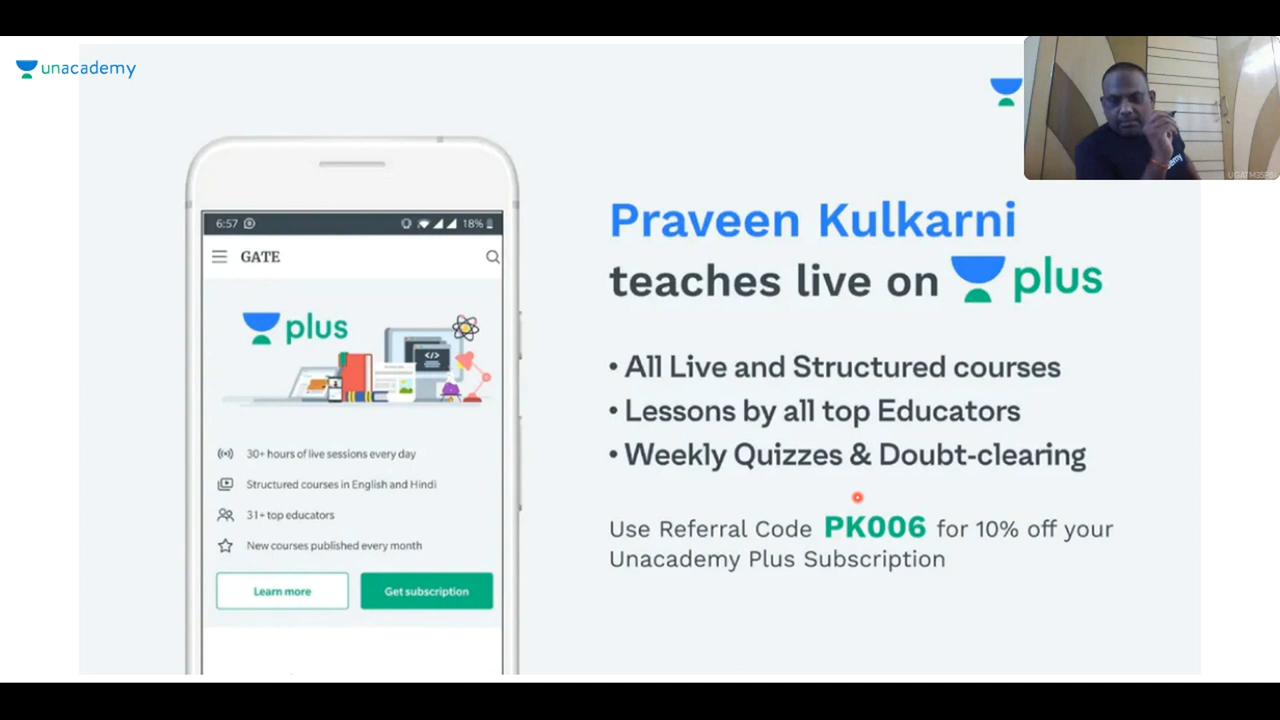 unacademy
Praveen Kulkarni
teaches live on plus
• All Live and Structured courses
• Lessons by all top Educators
• Weekly Quizzes & Doubt-clearing
Use Referral Code PK006 for 10% off your
Unacademy Plus Subscription
6:57 18%
GATE
plus
</>
30+ hours of live sessions every day
Structured courses in English and Hindi
31+ top educators
New courses published every month
Learn more Get subscription